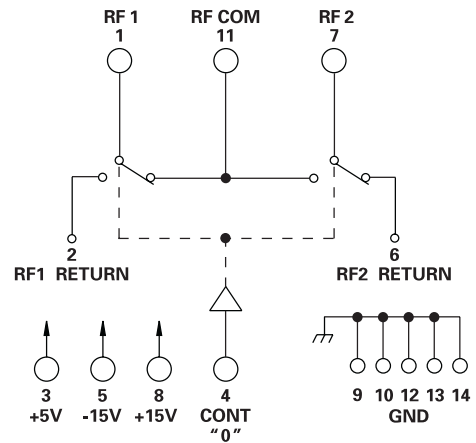 RF 1 RF COM RF 2
1 11 7
2 6
RF1 RETURN RF2 RETURN
3 5 8 4 9 10 12 13 14
+5V -15V +15V CONT GND
"0"